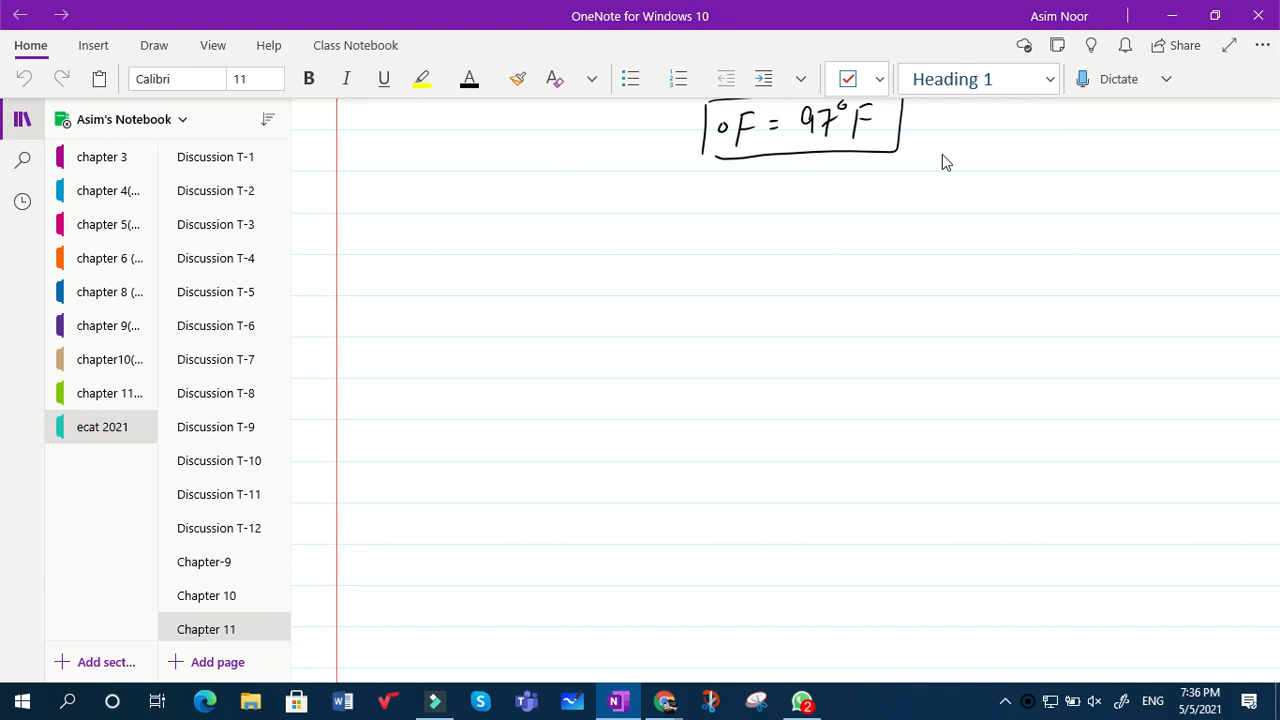 OneNote for Windows 10
Asim Noor
Home
Insert
Draw
View
Help
Class Notebook
Share
Calibri
11
B
I
U
A
A
Heading 1
Dictate
°F = 97°F
Asim's Notebook
chapter 3
Discussion T-1
chapter 4(...
Discussion T-2
chapter 5(...
Discussion T-3
chapter 6 (...
Discussion T-4
chapter 8 (...
Discussion T-5
chapter 9(...
Discussion T-6
chapter10(...
Discussion T-7
chapter 11...
Discussion T-8
ecat 2021
Discussion T-9
Discussion T-10
Discussion T-11
Discussion T-12
Chapter-9
Chapter 10
Chapter 11
Add sect...
Add page
2
ENG
7:36 PM
5/5/2021